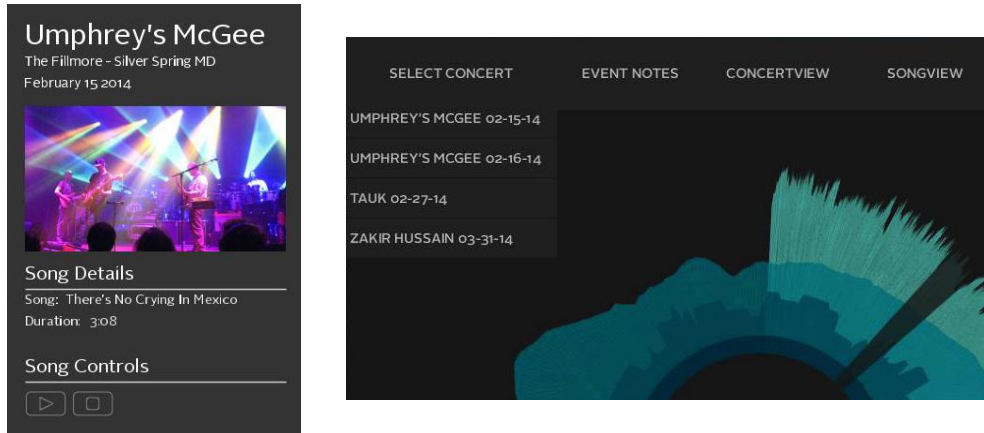 Umphrey's McGee
The Fillmore - Silver Spring MD
February 15 2014
Song Details
Song: There's No Crying In Mexico
Duration: 3:08
Song Controls
SELECT CONCERT
EVENT NOTES
CONCERTVIEW
SONGVIEW
UMPHREY'S MCGEE 02-15-14
UMPHREY'S MCGEE 02-16-14
TAUK 02-27-14
ZAKIR HUSSAIN 03-31-14